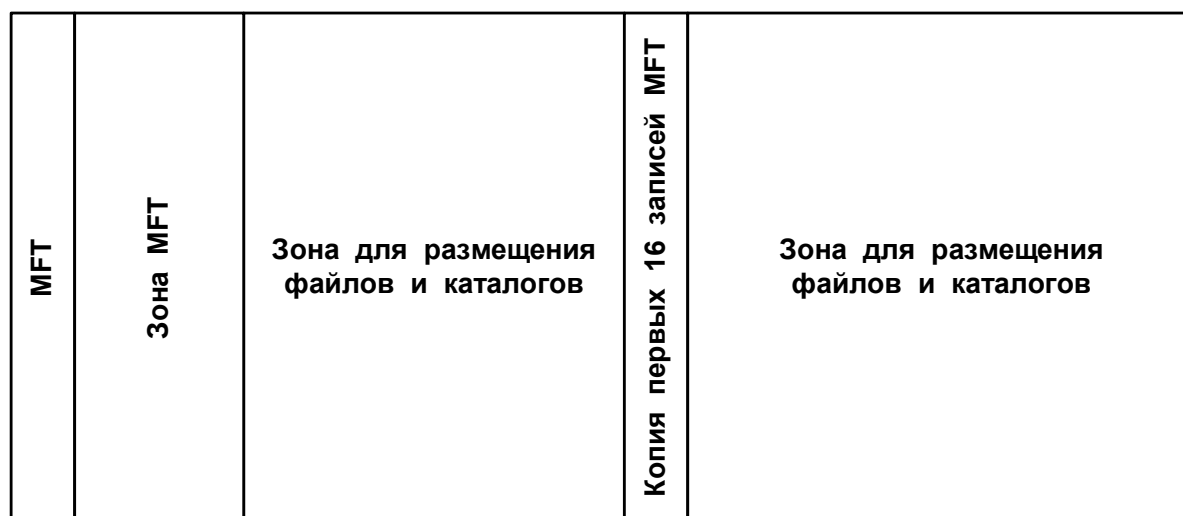 MFT
Зона MFT
Зона для размещения
файлов и каталогов
Копия первых 16 записей MFT
Зона для размещения
файлов и каталогов